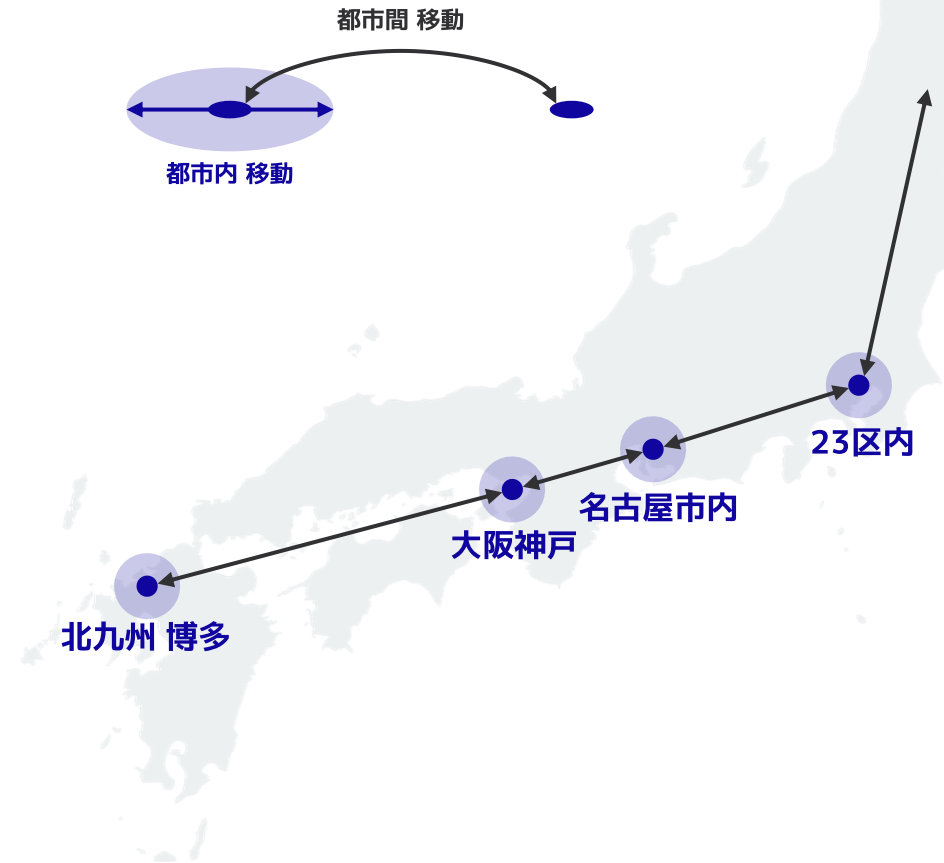 都市間 移動
都市内 移動
23区内
名古屋市内
大阪神戸
北九州 博多